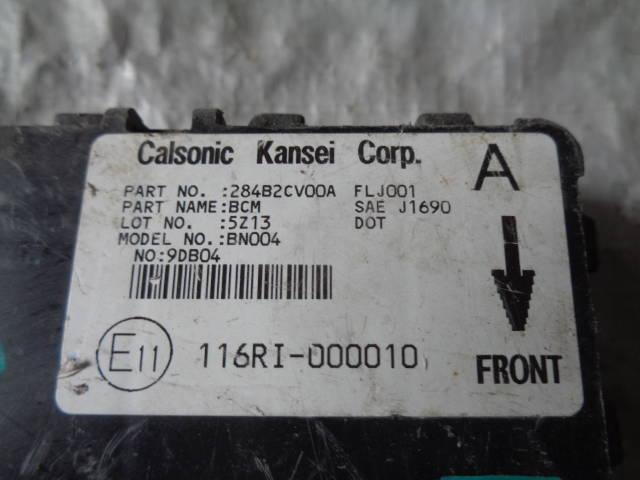 Calsonic Kansei Corp. A
PART NO. :284B2CV00A FLJ001
PART NAME:BCM SAE J1690
LOT NO. :5Z13 DOT
MODEL NO.:BN004
NO:9DB04
E11 116RI-000010
FRONT